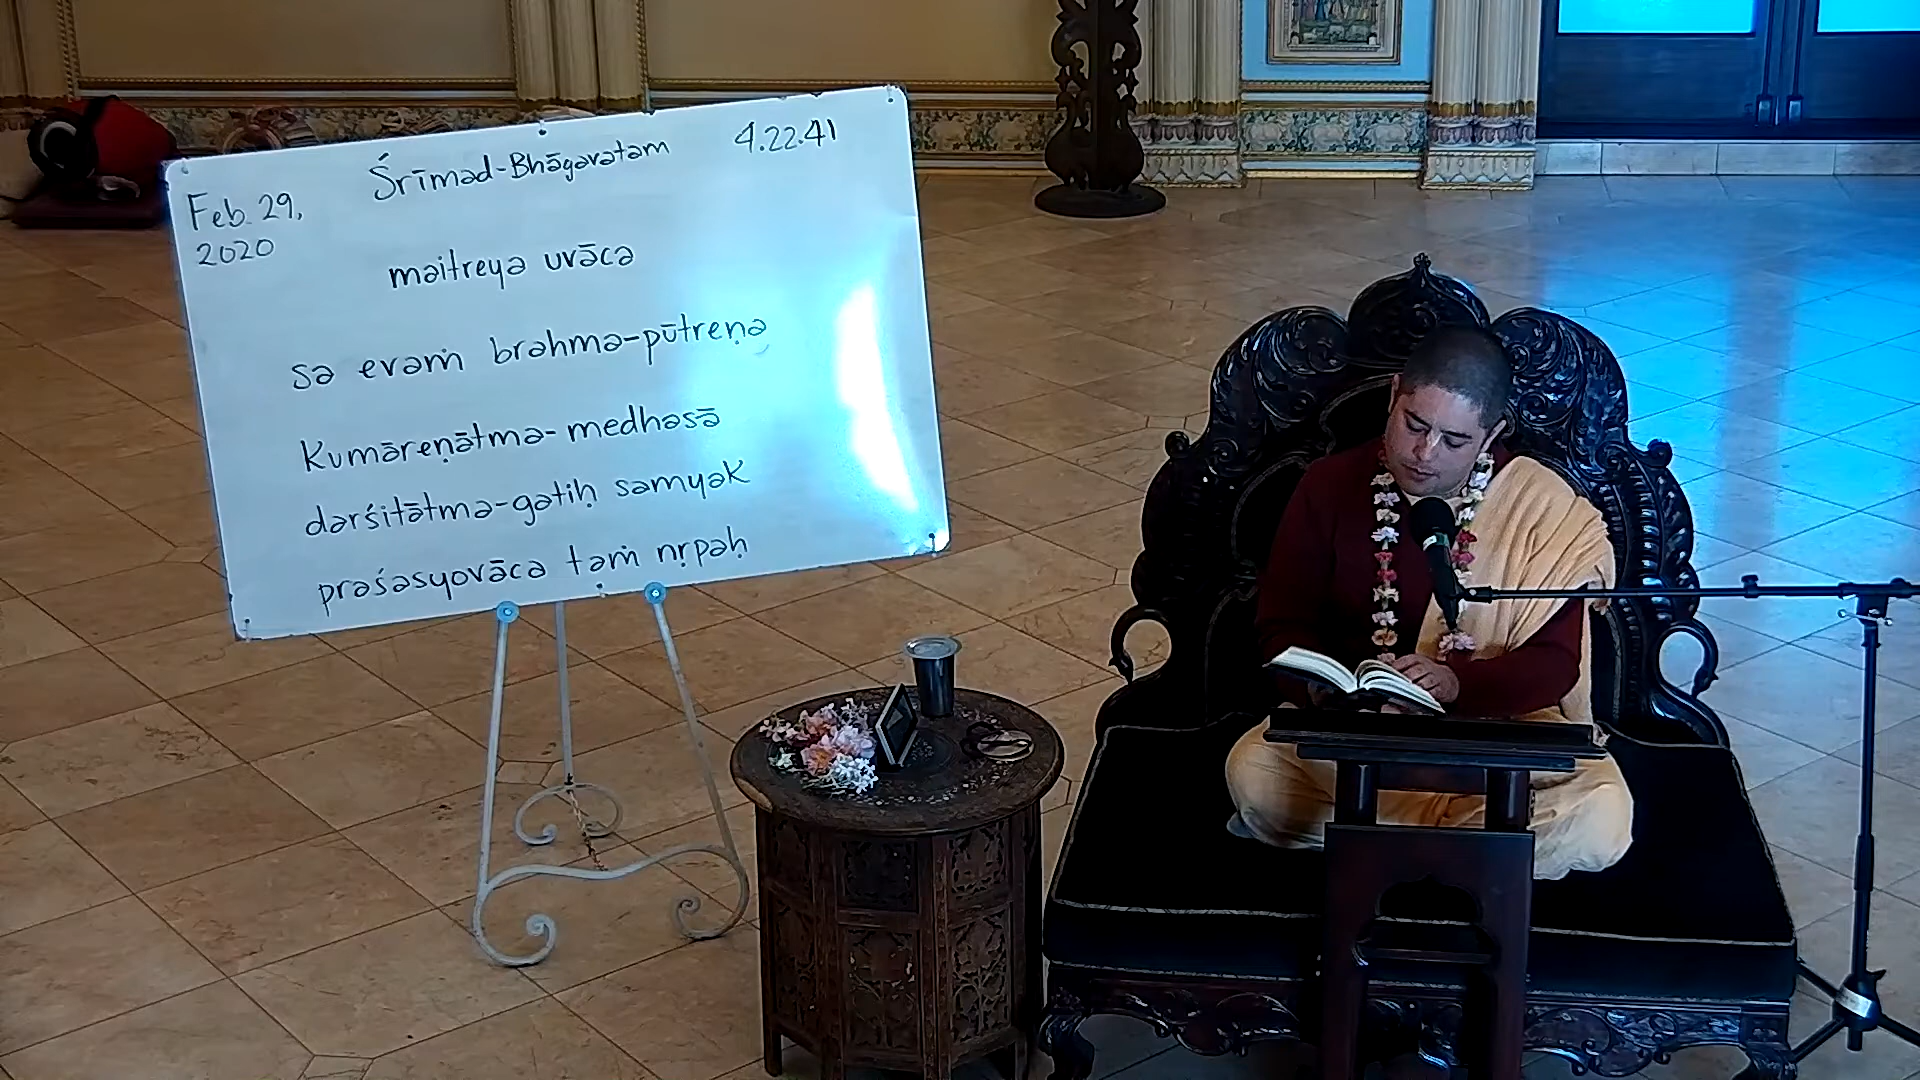 Śrīmad-Bhāgavatam 4.22.41
Feb. 29,
2020
maitreya uvāca
sa evaṁ brahma-pūtreṇa
Kumāreṇātma-medhasā
darśitātma-gatiḥ samyak
praśasyovāca taṁ nṛpaḥ